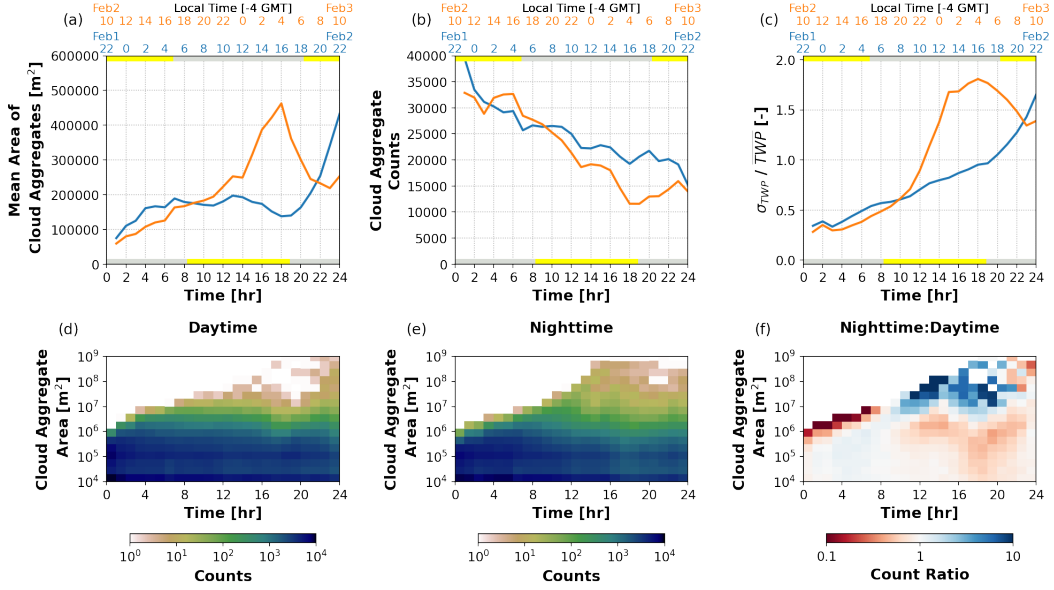 (a) Feb2 Local Time [-4 GMT] Feb3
10 12 14 16 18 20 22 0 2 4 6 8 10
Feb1 Feb2
22 0 2 4 6 8 10 12 14 16 18 20 22
600000
500000
400000
300000
200000
100000
0
Mean Area of
Cloud Aggregates [m²]
0 2 4 6 8 10 12 14 16 18 20 22 24
Time [hr]
(b) Feb2 Local Time [-4 GMT] Feb3
10 12 14 16 18 20 22 0 2 4 6 8 10
Feb1 Feb2
22 0 2 4 6 8 10 12 14 16 18 20 22
40000
35000
30000
25000
20000
15000
10000
5000
0
Cloud Aggregate
Counts
0 2 4 6 8 10 12 14 16 18 20 22 24
Time [hr]
(c) Feb2 Local Time [-4 GMT] Feb3
10 12 14 16 18 20 22 0 2 4 6 8 10
Feb1 Feb2
22 0 2 4 6 8 10 12 14 16 18 20 22
2.0
1.5
1.0
0.5
0.0
σ_TWP / TWP [-]
0 2 4 6 8 10 12 14 16 18 20 22 24
Time [hr]
(d) Daytime
10⁹
10⁸
10⁷
10⁶
10⁵
10⁴
Cloud Aggregate
Area [m²]
0 4 8 12 16 20 24
Time [hr]
10⁰ 10¹ 10² 10³ 10⁴
Counts
(e) Nighttime
10⁹
10⁸
10⁷
10⁶
10⁵
10⁴
Cloud Aggregate
Area [m²]
0 4 8 12 16 20 24
Time [hr]
10⁰ 10¹ 10² 10³ 10⁴
Counts
(f) Nighttime:Daytime
10⁹
10⁸
10⁷
10⁶
10⁵
10⁴
Cloud Aggregate
Area [m²]
0 4 8 12 16 20 24
Time [hr]
0.1 1 10
Count Ratio